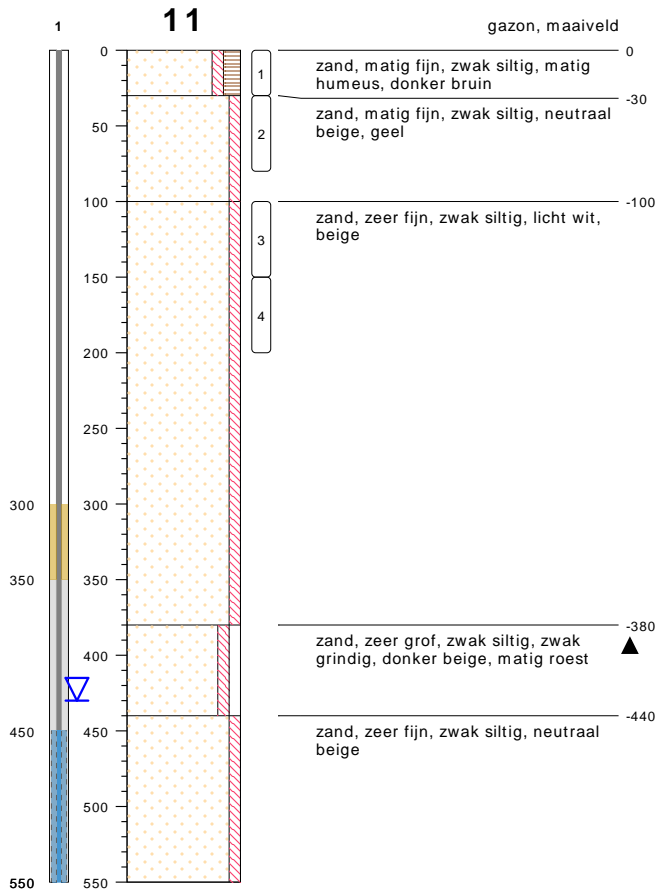 11
1
gazon, maaiveld
0
0
1
zand, matig fijn, zwak siltig, matig
humeus, donker bruin
-30
50
2
zand, matig fijn, zwak siltig, neutraal
beige, geel
100
-100
3
zand, zeer fijn, zwak siltig, licht wit,
beige
150
4
200
250
300
300
350
350
-380
zand, zeer grof, zwak siltig, zwak
grindig, donker beige, matig roest
400
-440
450
450
zand, zeer fijn, zwak siltig, neutraal
beige
500
550
550